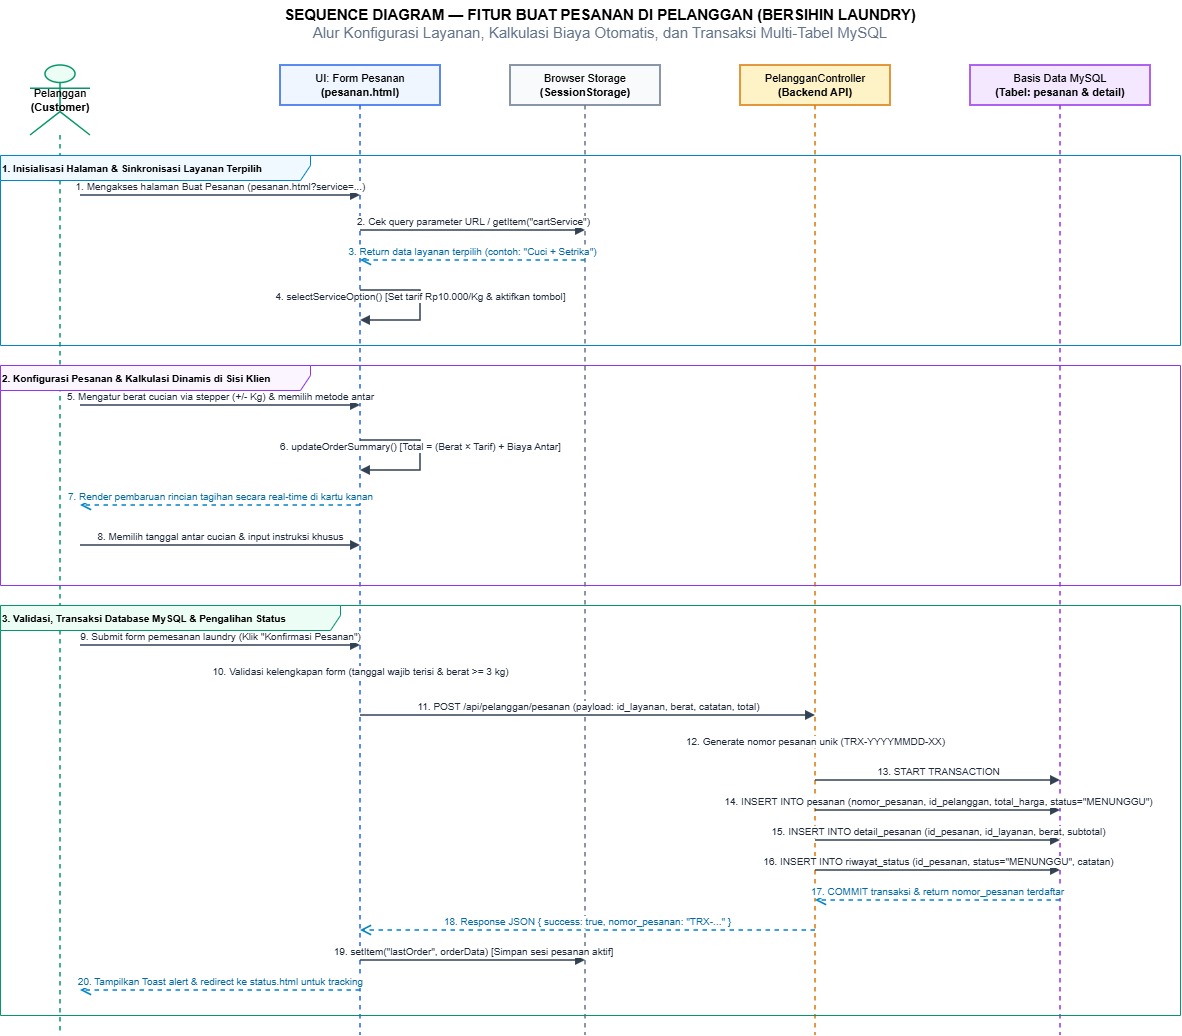 SEQUENCE DIAGRAM — FITUR BUAT PESANAN DI PELANGGAN (BERSIHIN LAUNDRY)
Alur Konfigurasi Layanan, Kalkulasi Biaya Otomatis, dan Transaksi Multi-Tabel MySQL
Pelanggan
(Customer)
UI: Form Pesanan
(pesanan.html)
Browser Storage
(SessionStorage)
PelangganController
(Backend API)
Basis Data MySQL
(Tabel: pesanan & detail)
1. Inisialisasi Halaman & Sinkronisasi Layanan Terpilih
1. Mengakses halaman Buat Pesanan (pesanan.html?service=...)
2. Cek query parameter URL / getItem("cartService")
3. Return data layanan terpilih (contoh: "Cuci + Setrika")
4. selectServiceOption() [Set tarif Rp10.000/Kg & aktifkan tombol]
2. Konfigurasi Pesanan & Kalkulasi Dinamis di Sisi Klien
5. Mengatur berat cucian via stepper (+/- Kg) & memilih metode antar
6. updateOrderSummary() [Total = (Berat × Tarif) + Biaya Antar]
7. Render pembaruan rincian tagihan secara real-time di kartu kanan
8. Memilih tanggal antar cucian & input instruksi khusus
3. Validasi, Transaksi Database MySQL & Pengalihan Status
9. Submit form pemesanan laundry (Klik "Konfirmasi Pesanan")
10. Validasi kelengkapan form (tanggal wajib terisi & berat >= 3 kg)
11. POST /api/pelanggan/pesanan (payload: id_layanan, berat, catatan, total)
12. Generate nomor pesanan unik (TRX-YYYYMMDD-XX)
13. START TRANSACTION
14. INSERT INTO pesanan (nomor_pesanan, id_pelanggan, total_harga, status="MENUNGGU")
15. INSERT INTO detail_pesanan (id_pesanan, id_layanan, berat, subtotal)
16. INSERT INTO riwayat_status (id_pesanan, status="MENUNGGU", catatan)
17. COMMIT transaksi & return nomor_pesanan terdaftar
18. Response JSON { success: true, nomor_pesanan: "TRX-..." }
19. setItem("lastOrder", orderData) [Simpan sesi pesanan aktif]
20. Tampilkan Toast alert & redirect ke status.html untuk tracking